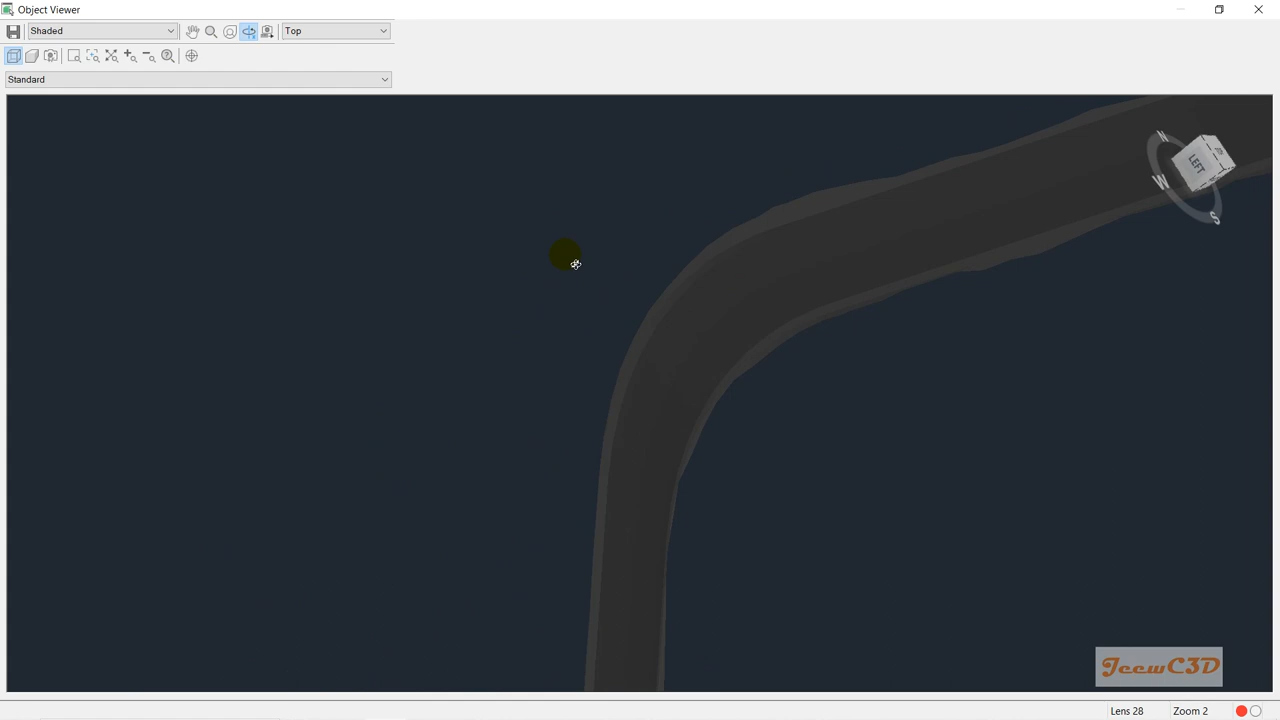 Object Viewer
Shaded
Top
Standard
N
LEFT
W
S
JeewC3D
Lens 28
Zoom 2